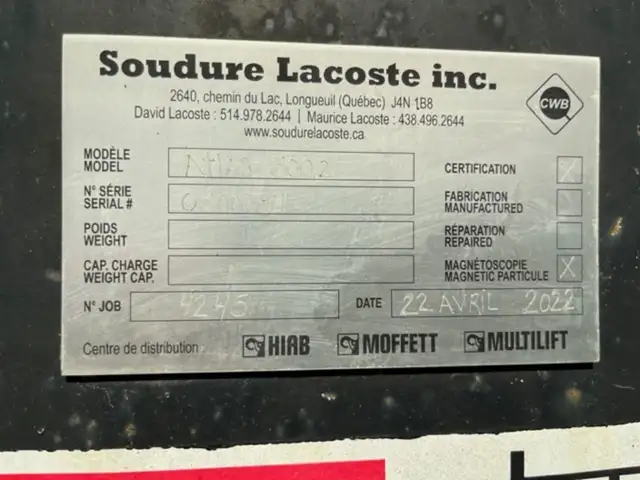 Soudure Lacoste inc.
2640, chemin du Lac, Longueuil (Québec) J4N 1B8
David Lacoste : 514.978.2644 | Maurice Lacoste : 438.496.2644
www.soudurelacoste.ca
CWB
MODÈLE
MODEL
N° SÉRIE
SERIAL #
POIDS
WEIGHT
CAP. CHARGE
WEIGHT CAP.
CERTIFICATION X
FABRICATION
MANUFACTURED
RÉPARATION
REPAIRED
MAGNÉTOSCOPIE
MAGNETIC PARTICULE X
N° JOB 4245 DATE 22 AVRIL 2022
Centre de distribution : HIAB MOFFETT MULTILIFT